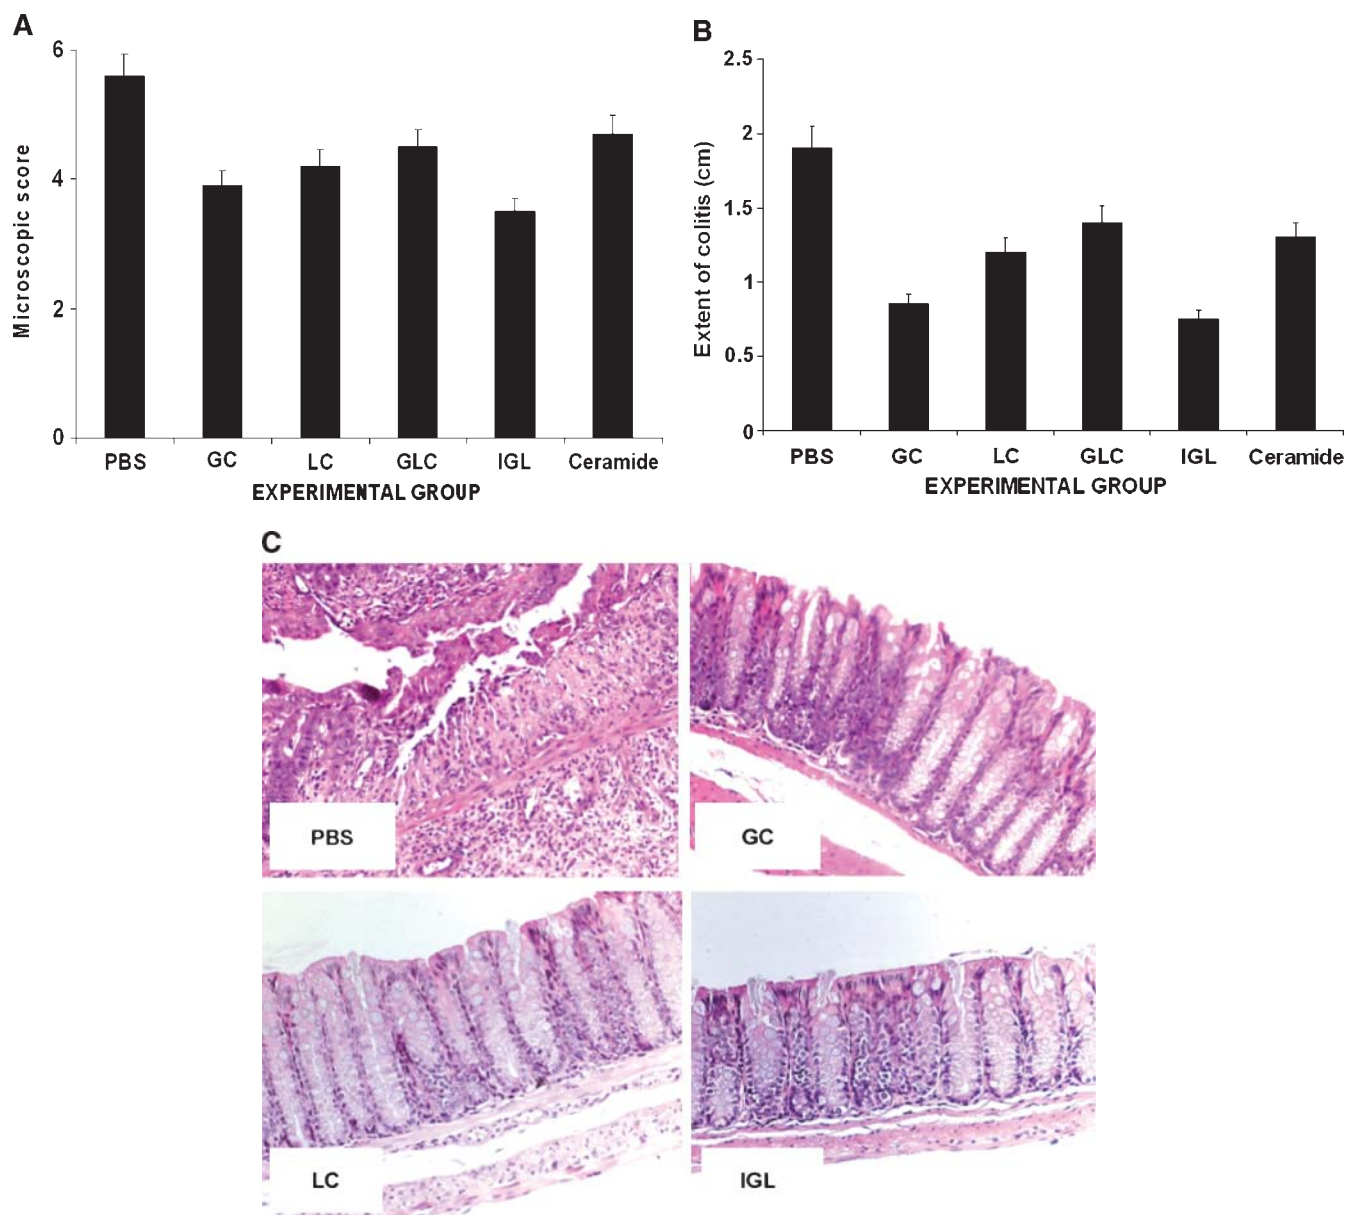 A
6
4
2
0
Microscopic score
PBS GC LC GLC IGL Ceramide
EXPERIMENTAL GROUP
B
2.5
2
1.5
1
0.5
0
Extent of colitis (cm)
PBS GC LC GLC IGL Ceramide
EXPERIMENTAL GROUP
C
PBS
GC
LC
IGL